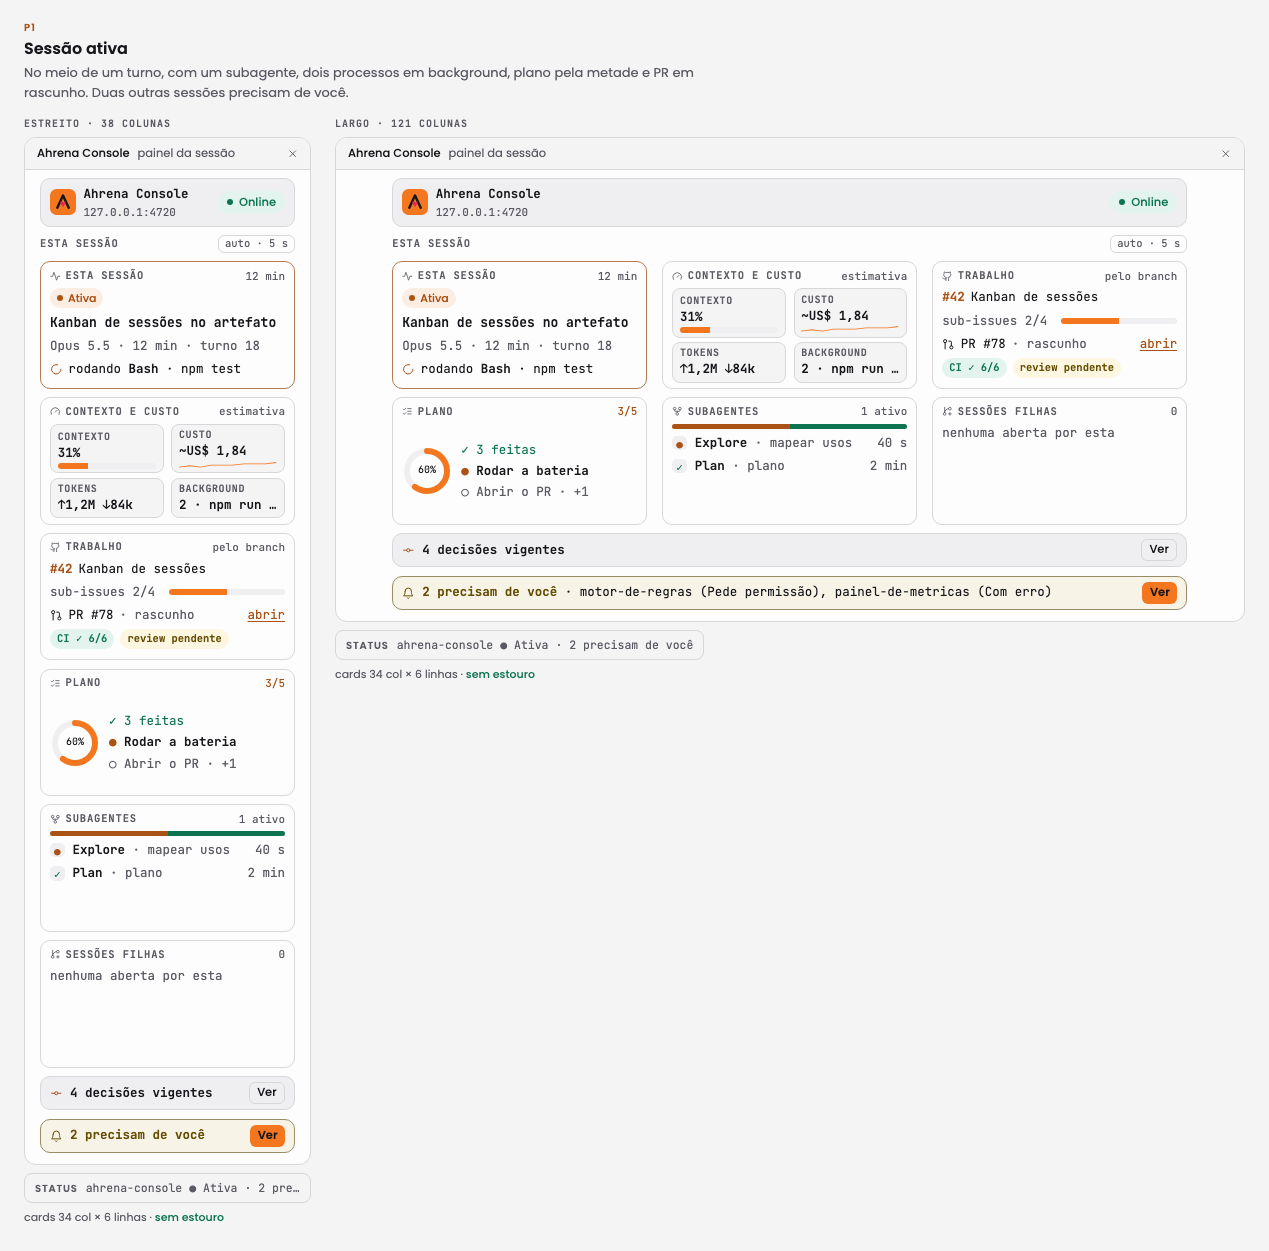 P1
Sessão ativa
No meio de um turno, com um subagente, dois processos em background, plano pela metade e PR em
rascunho. Duas outras sessões precisam de você.
ESTREITO · 38 COLUNAS
Ahrena Console painel da sessão ×
Ahrena Console
127.0.0.1:4720
Online
ESTA SESSÃO auto · 5 s
ESTA SESSÃO 12 min
Ativa
Kanban de sessões no artefato
Opus 5.5 · 12 min · turno 18
rodando Bash · npm test
CONTEXTO E CUSTO estimativa
CONTEXTO
31%
CUSTO
~US$ 1,84
TOKENS
↑1,2M ↓84k
BACKGROUND
2 · npm run …
TRABALHO pelo branch
#42 Kanban de sessões
sub-issues 2/4
PR #78 · rascunho abrir
CI ✓ 6/6 review pendente
PLANO 3/5
60%
✓ 3 feitas
● Rodar a bateria
○ Abrir o PR · +1
SUBAGENTES 1 ativo
● Explore · mapear usos 40 s
✓ Plan · plano 2 min
SESSÕES FILHAS 0
nenhuma aberta por esta
4 decisões vigentes Ver
2 precisam de você Ver
STATUS ahrena-console ● Ativa · 2 pre…
cards 34 col × 6 linhas · sem estouro
LARGO · 121 COLUNAS
Ahrena Console painel da sessão ×
Ahrena Console
127.0.0.1:4720
Online
ESTA SESSÃO auto · 5 s
ESTA SESSÃO 12 min
Ativa
Kanban de sessões no artefato
Opus 5.5 · 12 min · turno 18
rodando Bash · npm test
CONTEXTO E CUSTO estimativa
CONTEXTO
31%
CUSTO
~US$ 1,84
TOKENS
↑1,2M ↓84k
BACKGROUND
2 · npm run …
TRABALHO pelo branch
#42 Kanban de sessões
sub-issues 2/4
PR #78 · rascunho abrir
CI ✓ 6/6 review pendente
PLANO 3/5
60%
✓ 3 feitas
● Rodar a bateria
○ Abrir o PR · +1
SUBAGENTES 1 ativo
● Explore · mapear usos 40 s
✓ Plan · plano 2 min
SESSÕES FILHAS 0
nenhuma aberta por esta
4 decisões vigentes Ver
2 precisam de você · motor-de-regras (Pede permissão), painel-de-metricas (Com erro) Ver
STATUS ahrena-console ● Ativa · 2 precisam de você
cards 34 col × 6 linhas · sem estouro